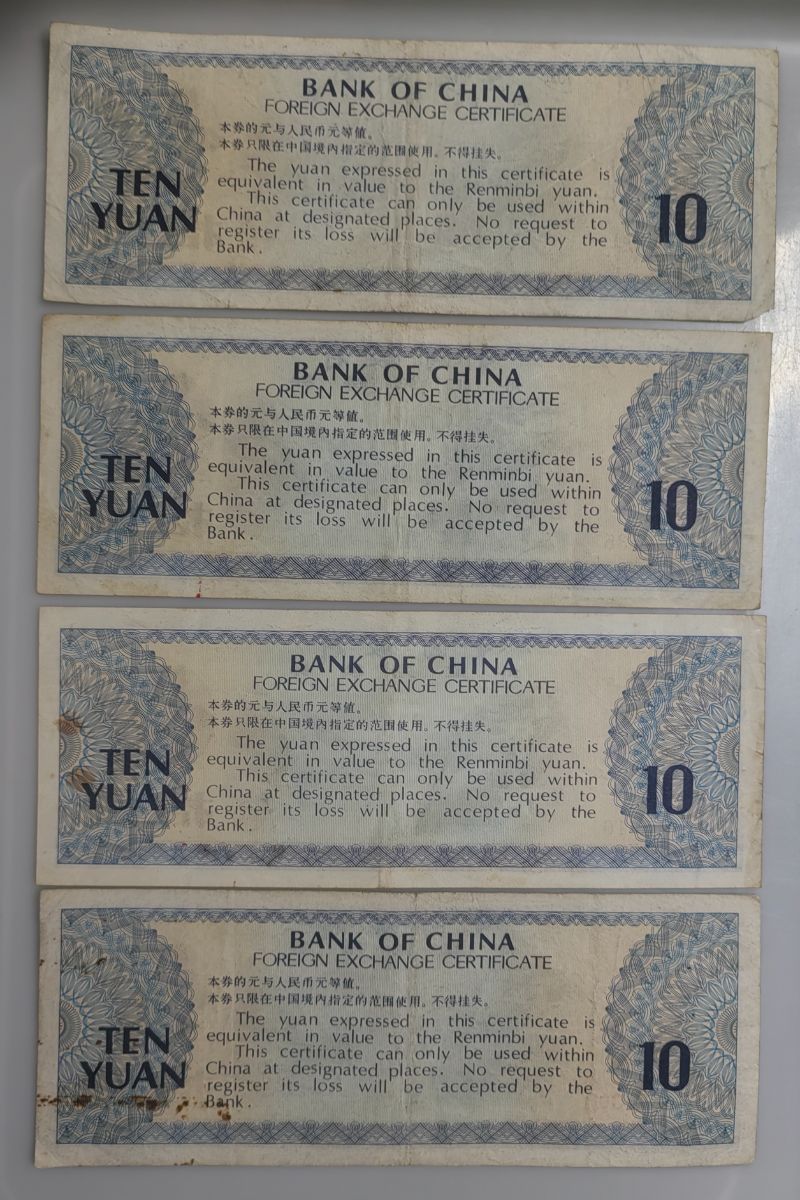 BANK OF CHINA
FOREIGN EXCHANGE CERTIFICATE
本券的元与人民币元等值。
本券只限在中国境内指定的范围使用。不得挂失。
The yuan expressed in this certificate is
equivalent in value to the Renminbi yuan.
This certificate can only be used within
China at designated places. No request to
register its loss will be accepted by the
Bank.
TEN
YUAN
10
BANK OF CHINA
FOREIGN EXCHANGE CERTIFICATE
本券的元与人民币元等值。
本券只限在中国境内指定的范围使用。不得挂失。
The yuan expressed in this certificate is
equivalent in value to the Renminbi yuan.
This certificate can only be used within
China at designated places. No request to
register its loss will be accepted by the
Bank.
TEN
YUAN
10
BANK OF CHINA
FOREIGN EXCHANGE CERTIFICATE
本券的元与人民币元等值。
本券只限在中国境内指定的范围使用。不得挂失。
The yuan expressed in this certificate is
equivalent in value to the Renminbi yuan.
This certificate can only be used within
China at designated places. No request to
register its loss will be accepted by the
Bank.
TEN
YUAN
10
BANK OF CHINA
FOREIGN EXCHANGE CERTIFICATE
本券的元与人民币元等值。
本券只限在中国境内指定的范围使用。不得挂失。
The yuan expressed in this certificate is
equivalent in value to the Renminbi yuan.
This certificate can only be used within
China at designated places. No request to
register its loss will be accepted by the
Bank.
TEN
YUAN
10